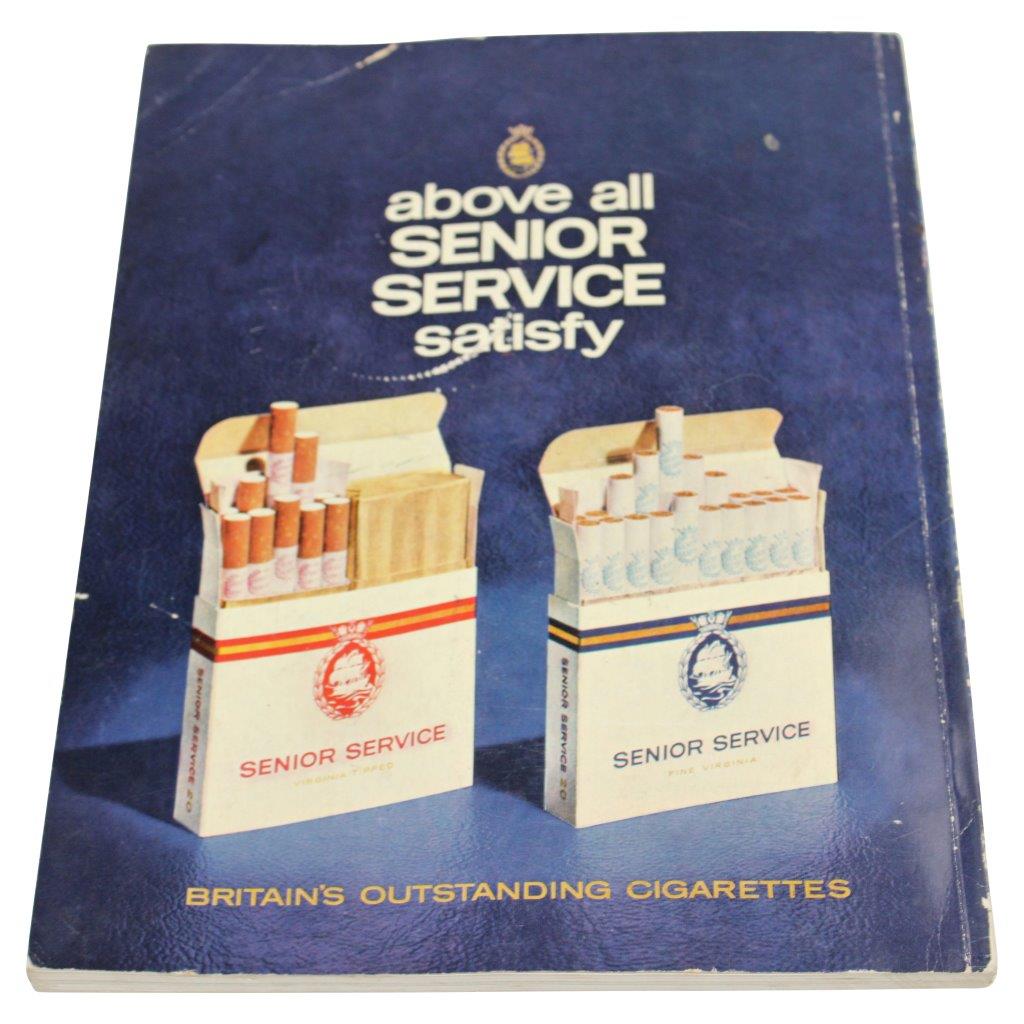 above all
SENIOR
SERVICE
satisfy
SENIOR SERVICE
VIRGINIA TIPPED
SENIOR SERVICE 20
SENIOR SERVICE
FINE VIRGINIA
SENIOR SERVICE 20
BRITAIN'S OUTSTANDING CIGARETTES